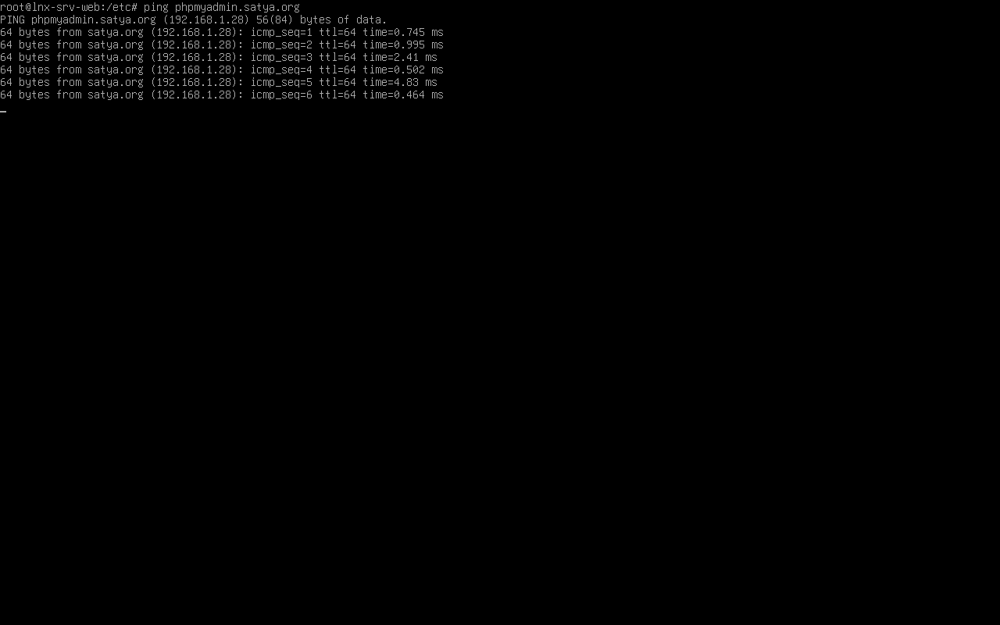 root@lnx-srv-web:/etc# ping phpmyadmin.satya.org
PING phpmyadmin.satya.org (192.168.1.28) 56(84) bytes of data.
64 bytes from satya.org (192.168.1.28): icmp_seq=1 ttl=64 time=0.745 ms
64 bytes from satya.org (192.168.1.28): icmp_seq=2 ttl=64 time=0.995 ms
64 bytes from satya.org (192.168.1.28): icmp_seq=3 ttl=64 time=2.41 ms
64 bytes from satya.org (192.168.1.28): icmp_seq=4 ttl=64 time=0.502 ms
64 bytes from satya.org (192.168.1.28): icmp_seq=5 ttl=64 time=4.83 ms
64 bytes from satya.org (192.168.1.28): icmp_seq=6 ttl=64 time=0.464 ms